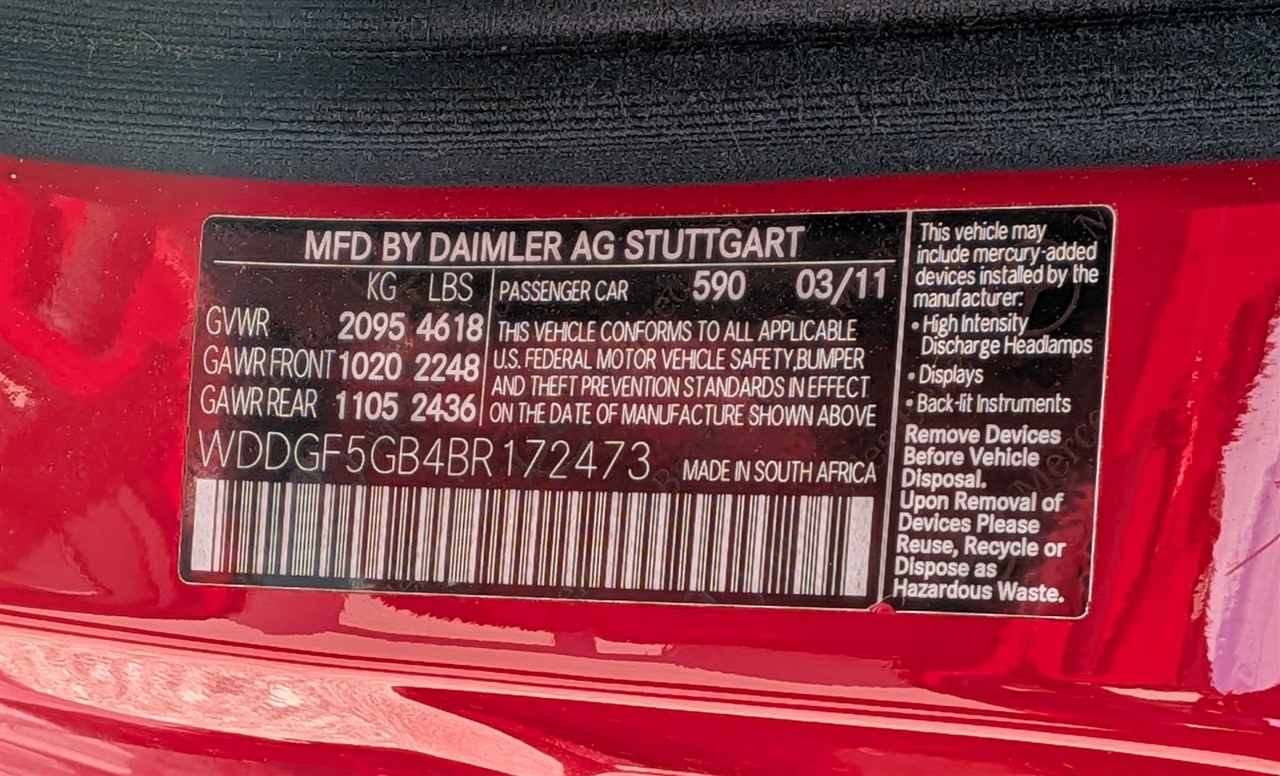 MFD BY DAIMLER AG STUTTGART
KG LBS
GVWR 2095 4618
GAWR FRONT 1020 2248
GAWR REAR 1105 2436
PASSENGER CAR 590 03/11
THIS VEHICLE CONFORMS TO ALL APPLICABLE
U.S. FEDERAL MOTOR VEHICLE SAFETY,BUMPER
AND THEFT PREVENTION STANDARDS IN EFFECT
ON THE DATE OF MANUFACTURE SHOWN ABOVE
WDDGF5GB4BR172473 MADE IN SOUTH AFRICA
This vehicle may
include mercury-added
devices installed by the
manufacturer:
• High Intensity
Discharge Headlamps
• Displays
• Back-lit Instruments
Remove Devices
Before Vehicle
Disposal.
Upon Removal of
Devices Please
Reuse, Recycle or
Dispose as
Hazardous Waste.